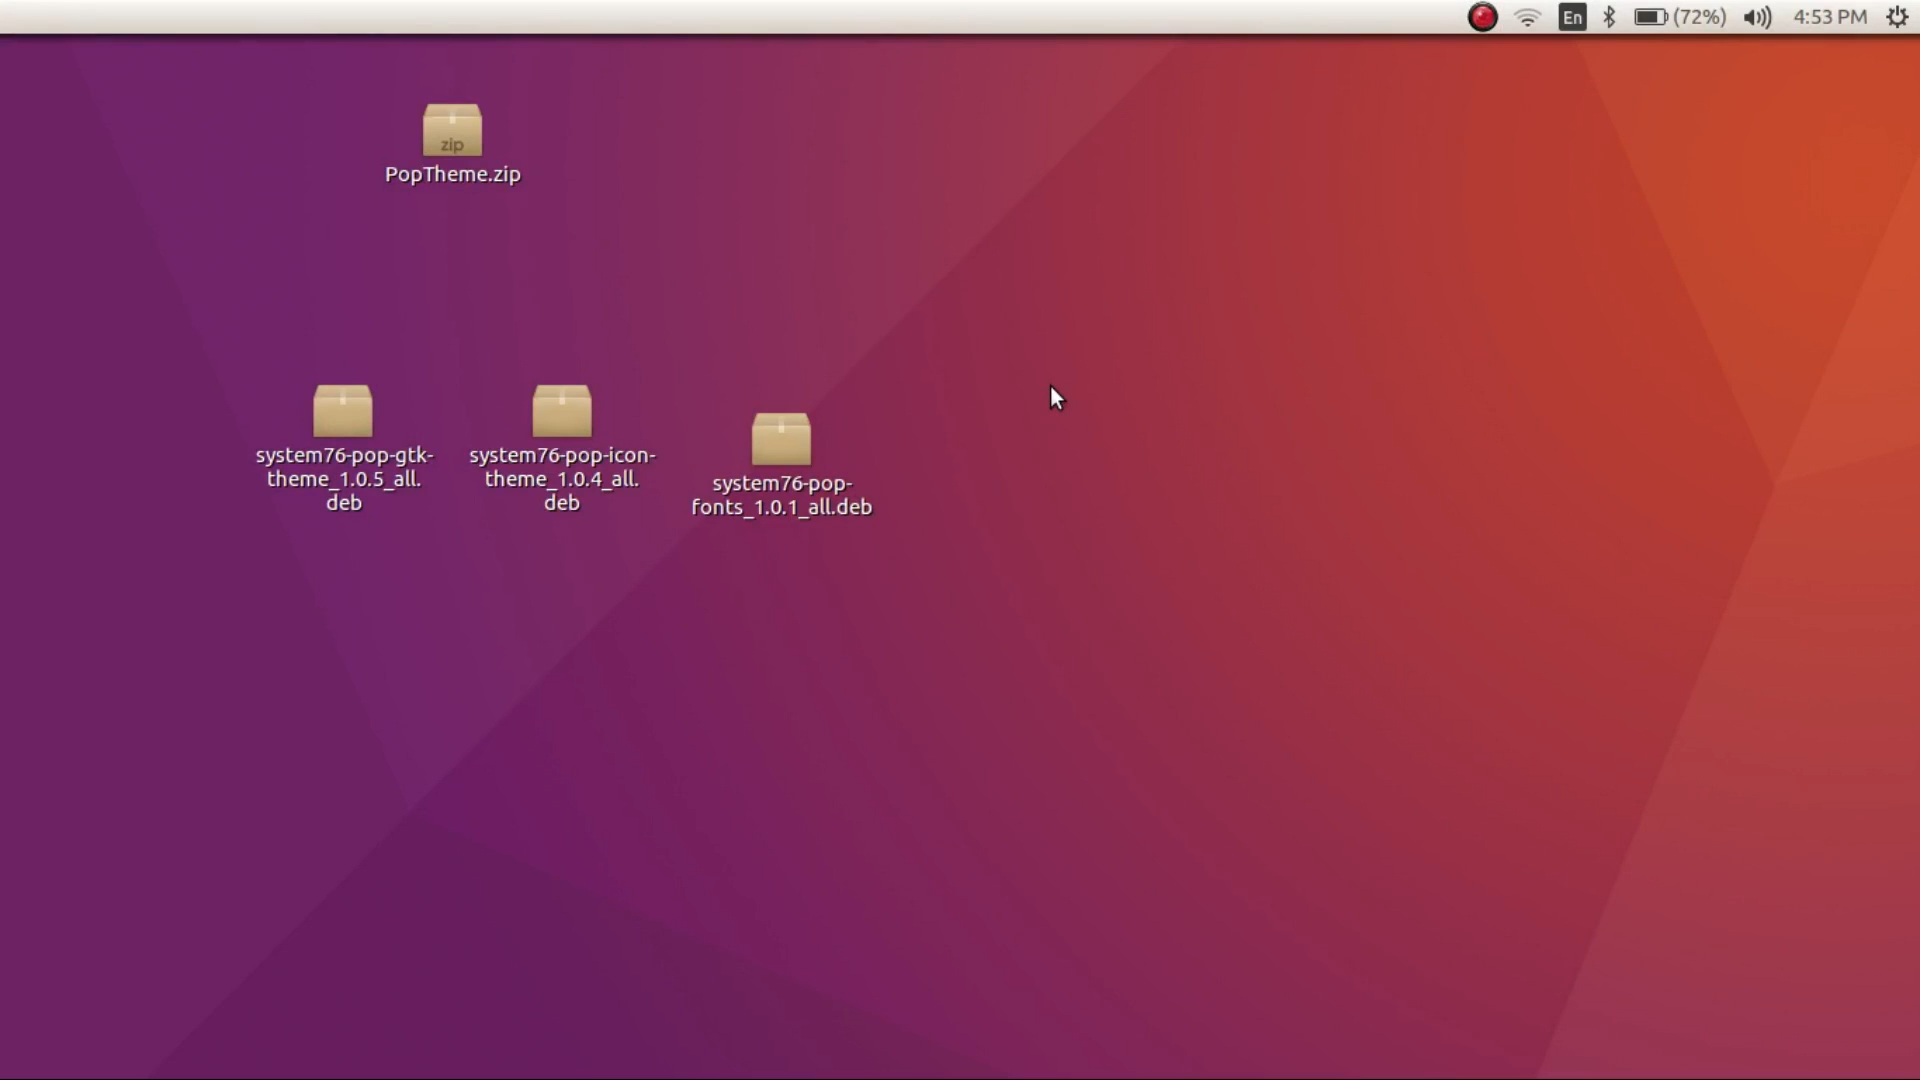 En
(72%)
4:53 PM
zip
PopTheme.zip
system76-pop-gtk-
theme_1.0.5_all.
deb
system76-pop-icon-
theme_1.0.4_all.
deb
system76-pop-
fonts_1.0.1_all.deb